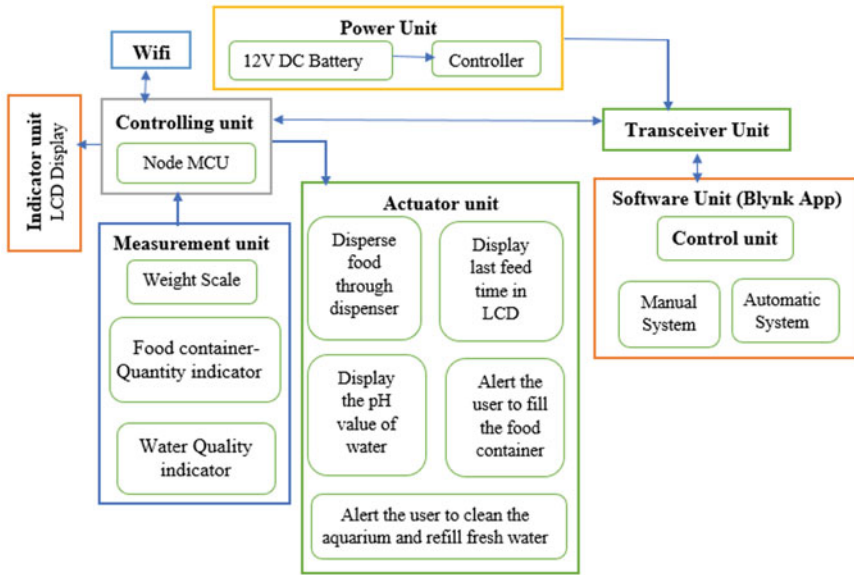 Power Unit
12V DC Battery
Controller
Wifi
Controlling unit
Node MCU
Transceiver Unit
Indicator unit
LCD Display
Measurement unit
Weight Scale
Food container-
Quantity indicator
Water Quality
indicator
Actuator unit
Disperse
food
through
dispenser
Display
last feed
time in
LCD
Display
the pH
value of
water
Alert the
user to fill
the food
container
Alert the user to clean the
aquarium and refill fresh water
Software Unit (Blynk App)
Control unit
Manual
System
Automatic
System